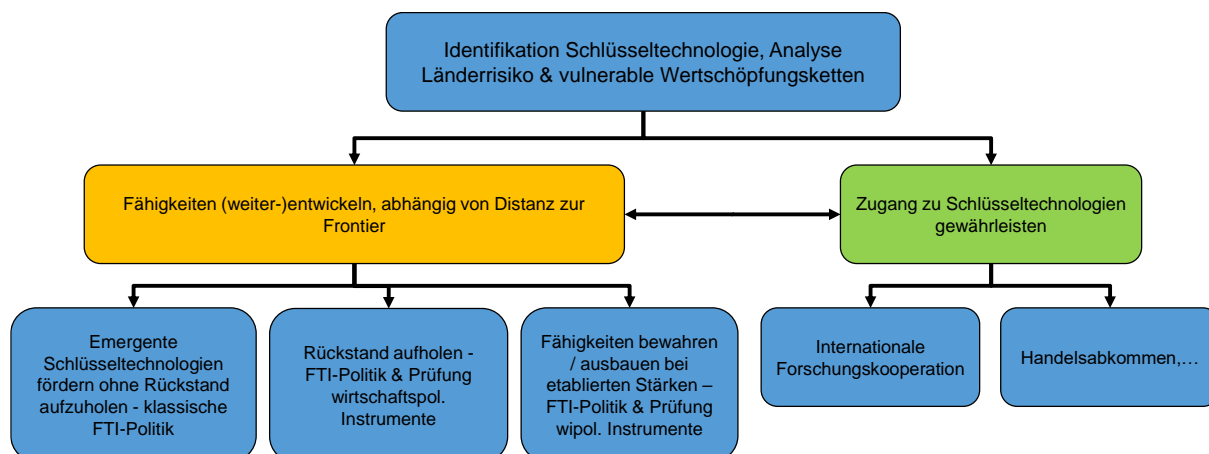 Identifikation Schlüsseltechnologie, Analyse
Länderrisiko & vulnerable Wertschöpfungsketten
Fähigkeiten (weiter-)entwickeln, abhängig von Distanz zur
Frontier
Zugang zu Schlüsseltechnologien
gewährleisten
Emergente
Schlüsseltechnologien
fördern ohne Rückstand
aufzuholen - klassische
FTI-Politik
Rückstand aufholen -
FTI-Politik & Prüfung
wirtschaftspol.
Instrumente
Fähigkeiten bewahren
/ ausbauen bei
etablierten Stärken –
FTI-Politik & Prüfung
wipol. Instrumente
Internationale
Forschungskooperation
Handelsabkommen,…